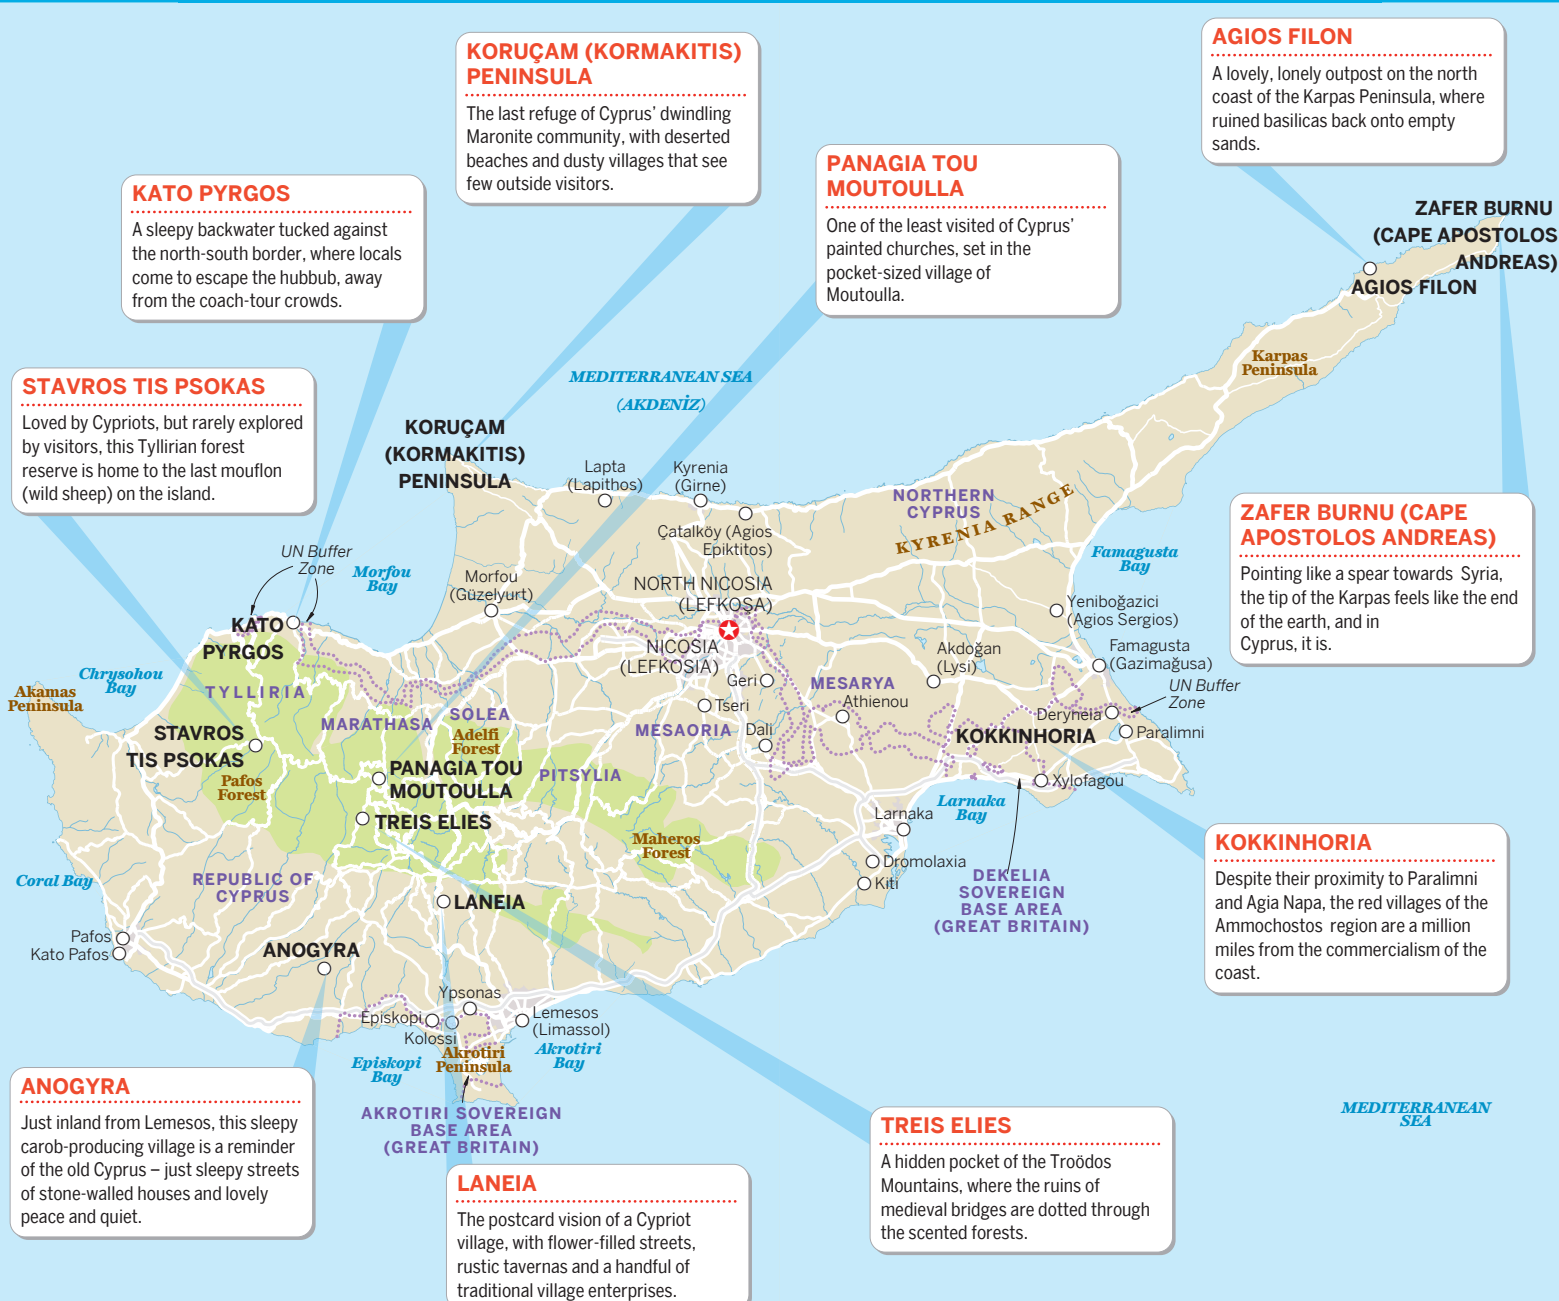 KORUÇAM (KORMAKITIS)
PENINSULA
The last refuge of Cyprus' dwindling
Maronite community, with deserted
beaches and dusty villages that see
few outside visitors.
AGIOS FILON
A lovely, lonely outpost on the north
coast of the Karpas Peninsula, where
ruined basilicas back onto empty
sands.
KATO PYRGOS
A sleepy backwater tucked against
the north-south border, where locals
come to escape the hubbub, away
from the coach-tour crowds.
PANAGIA TOU
MOUTOULLA
One of the least visited of Cyprus'
painted churches, set in the
pocket-sized village of
Moutoulla.
STAVROS TIS PSOKAS
Loved by Cypriots, but rarely explored
by visitors, this Tyllirian forest
reserve is home to the last mouflon
(wild sheep) on the island.
ZAFER BURNU
(CAPE APOSTOLOS
ANDREAS)
AGIOS FILON
Karpas
Peninsula
MEDITERRANEAN SEA
(AKDENİZ)
KORUÇAM
(KORMAKITIS)
PENINSULA
Lapta
(Lapithos)
Kyrenia
(Girne)
Çatalköy (Agios
Epiktitos)
NORTHERN
CYPRUS
KYRENIA RANGE
Famagusta
Bay
ZAFER BURNU (CAPE
APOSTOLOS ANDREAS)
Pointing like a spear towards Syria,
the tip of the Karpas feels like the end
of the earth, and in
Cyprus, it is.
UN Buffer
Zone
Morfou
Bay
Morfou
(Güzelyurt)
NORTH NICOSIA
(LEFKOŞA)
NICOSIA
(LEFKOSIA)
Yeniboğazici
(Agios Sergios)
Famagusta
(Gazimağusa)
UN Buffer
Zone
KATO
PYRGOS
Chrysohou
Bay
Akamas
Peninsula
TYLLIRIA
MARATHASA
SOLEA
Adelfi
Forest
Geri
Tseri
MESAORIA
Dali
MESARYA
Athienou
Akdoğan
(Lysi)
Deryneia
KOKKINHORIA
Paralimni
Xylofagou
STAVROS
TIS PSOKAS
Pafos
Forest
PANAGIA TOU
MOUTOULLA
PITSYLIA
TREIS ELIES
Maheros
Forest
Larnaka
Bay
Larnaka
Dromolaxia
Kiti
DEKELIA
SOVEREIGN
BASE AREA
(GREAT BRITAIN)
KOKKINHORIA
Despite their proximity to Paralimni
and Agia Napa, the red villages of the
Ammochostos region are a million
miles from the commercialism of the
coast.
Coral Bay
REPUBLIC OF
CYPRUS
LANEIA
Pafos
Kato Pafos
ANOGYRA
Ypsonas
Episkopi
Kolossi
Lemesos
(Limassol)
Episkopi
Bay
Akrotiri
Peninsula
Akrotiri
Bay
AKROTIRI SOVEREIGN
BASE AREA
(GREAT BRITAIN)
MEDITERRANEAN
SEA
ANOGYRA
Just inland from Lemesos, this sleepy
carob-producing village is a reminder
of the old Cyprus – just sleepy streets
of stone-walled houses and lovely
peace and quiet.
LANEIA
The postcard vision of a Cypriot
village, with flower-filled streets,
rustic tavernas and a handful of
traditional village enterprises.
TREIS ELIES
A hidden pocket of the Troödos
Mountains, where the ruins of
medieval bridges are dotted through
the scented forests.